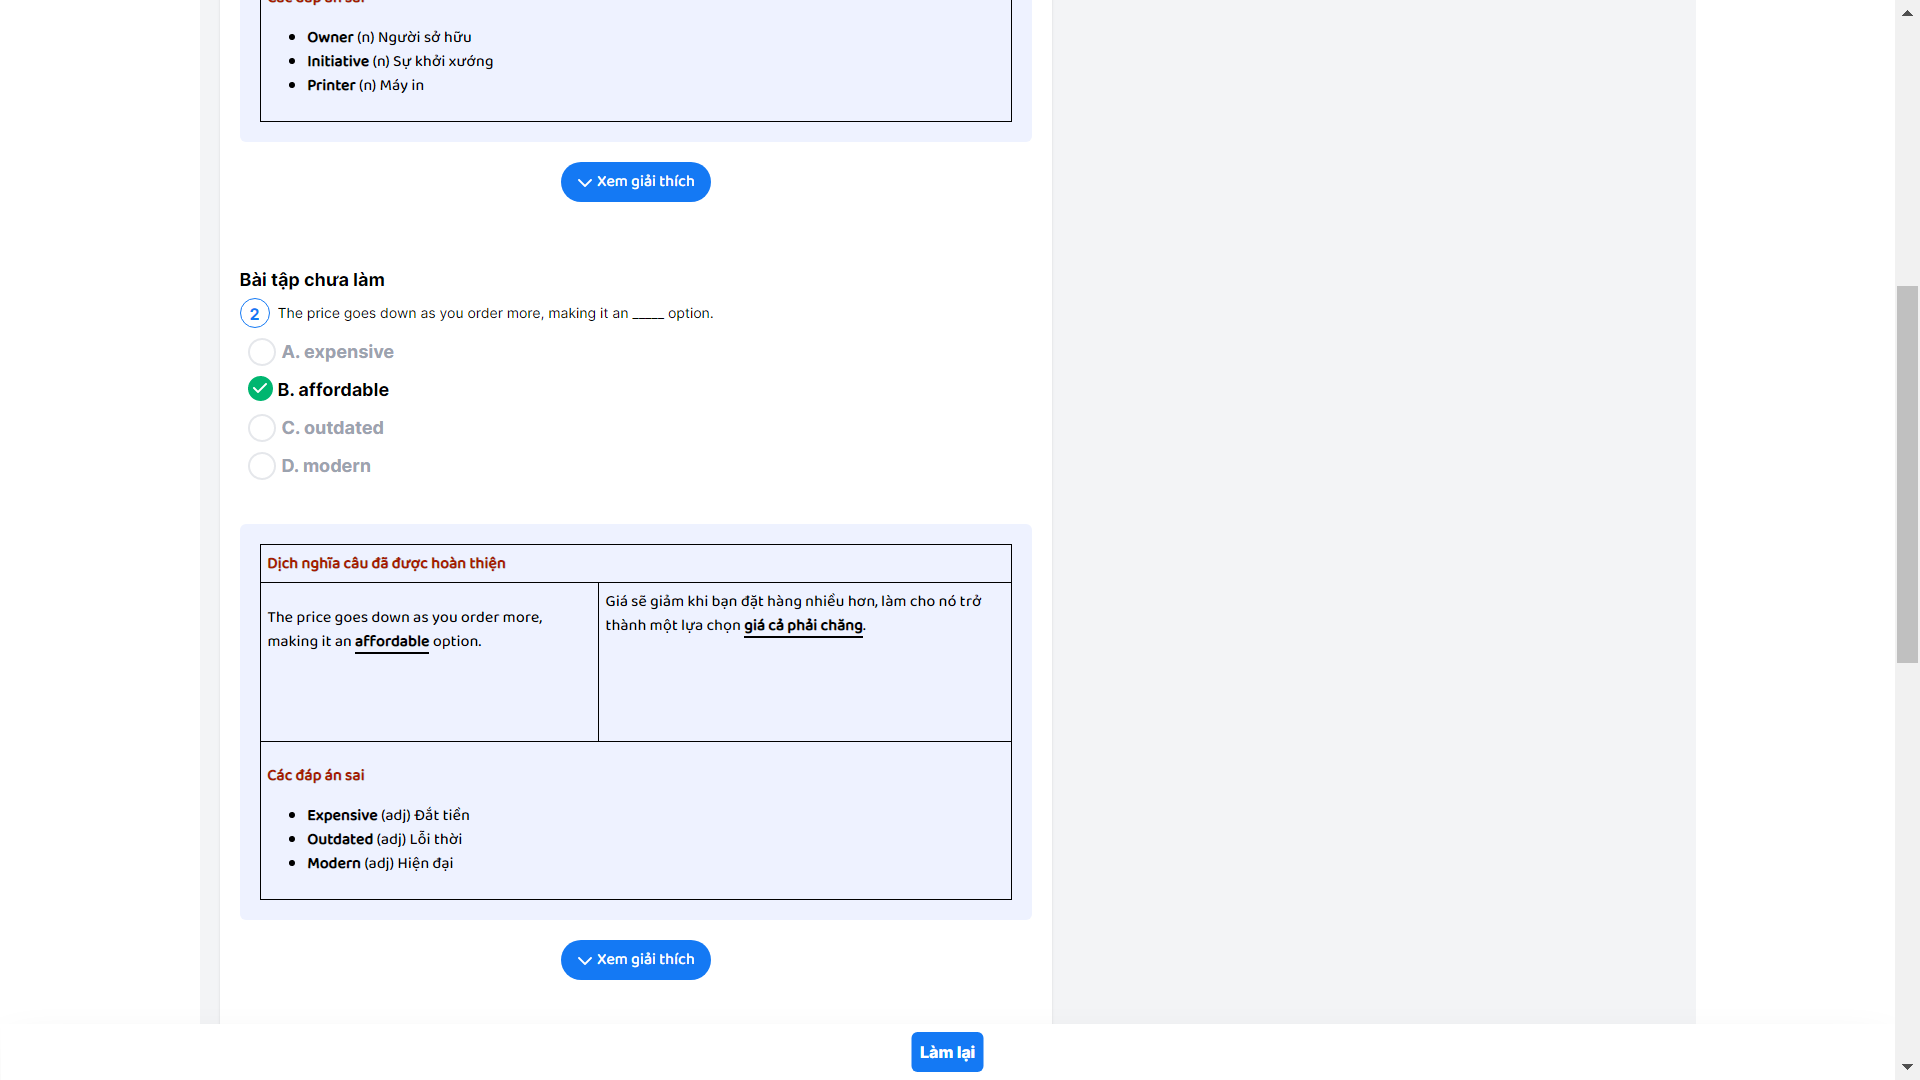 Các đáp án sai
Owner (n) Người sở hữu
Initiative (n) Sự khởi xướng
Printer (n) Máy in
Xem giải thích
Bài tập chưa làm
2 The price goes down as you order more, making it an _____ option.
A. expensive
B. affordable
C. outdated
D. modern
Dịch nghĩa câu đã được hoàn thiện
The price goes down as you order more,
making it an affordable option.
Giá sẽ giảm khi bạn đặt hàng nhiều hơn, làm cho nó trở
thành một lựa chọn giá cả phải chăng.
Các đáp án sai
Expensive (adj) Đắt tiền
Outdated (adj) Lỗi thời
Modern (adj) Hiện đại
Xem giải thích
Làm lại